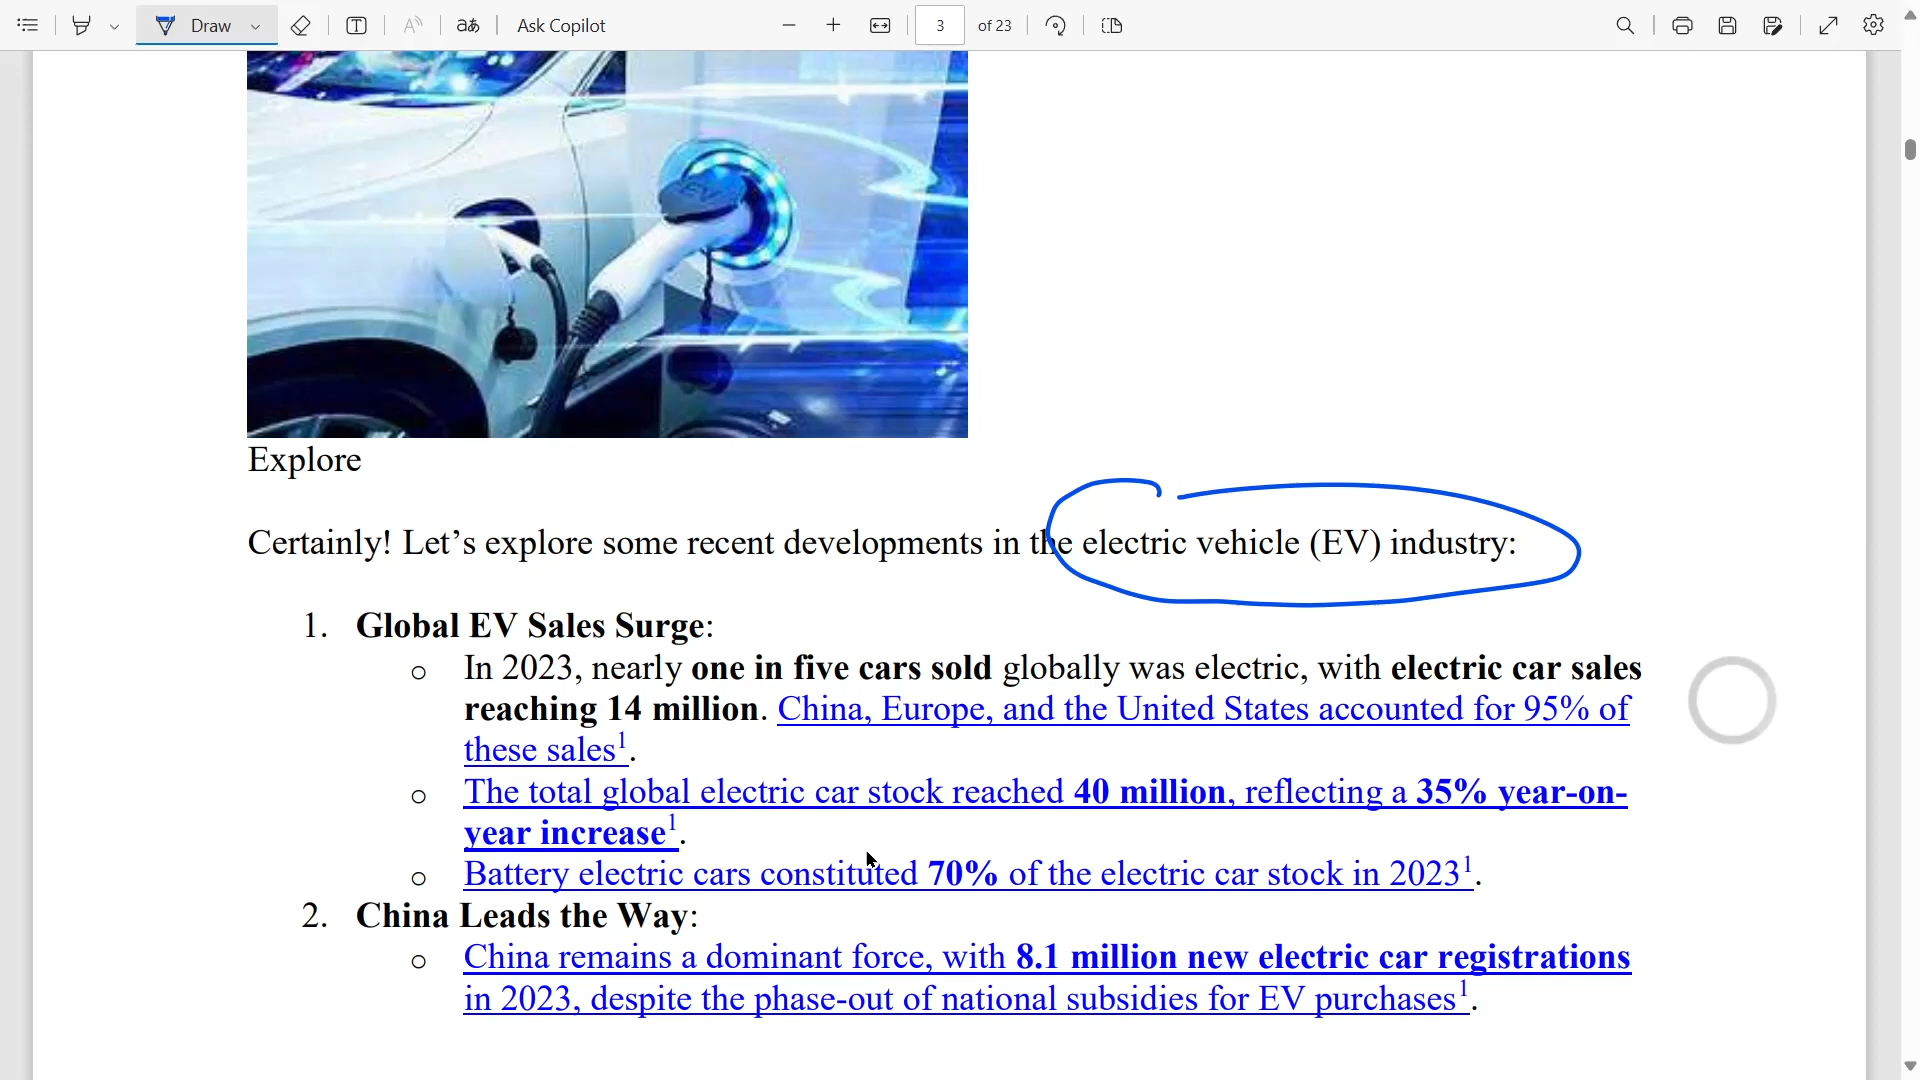 Draw aあ Ask Copilot 3 of 23
EV
Explore
Certainly! Let’s explore some recent developments in the electric vehicle (EV) industry:
1. Global EV Sales Surge:
o In 2023, nearly one in five cars sold globally was electric, with electric car sales
reaching 14 million. China, Europe, and the United States accounted for 95% of
these sales¹.
o The total global electric car stock reached 40 million, reflecting a 35% year-on-
year increase¹.
o Battery electric cars constituted 70% of the electric car stock in 2023¹.
2. China Leads the Way:
o China remains a dominant force, with 8.1 million new electric car registrations
in 2023, despite the phase-out of national subsidies for EV purchases¹.